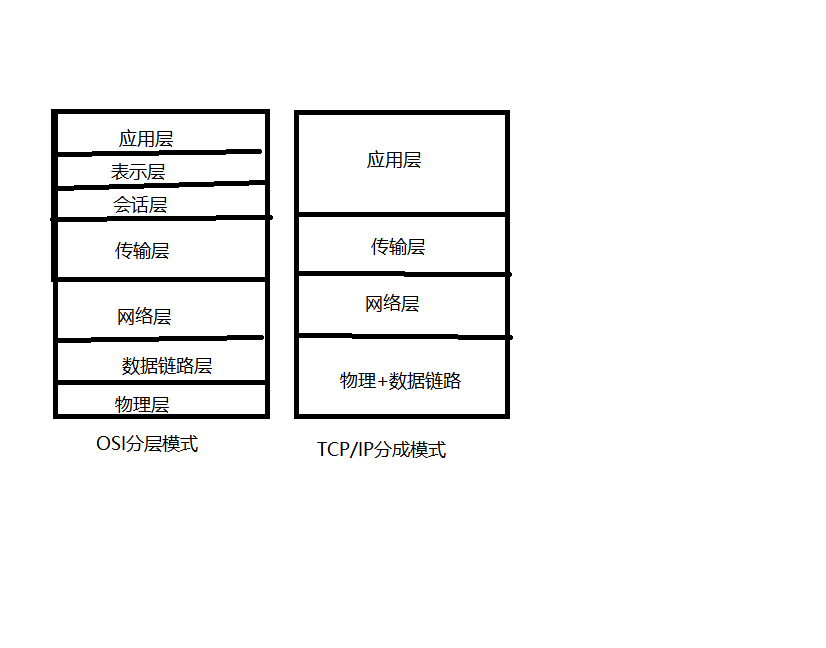 应用层
表示层
会话层
传输层
网络层
数据链路层
物理层
OSI分层模式
应用层
传输层
网络层
物理+数据链路
TCP/IP分成模式